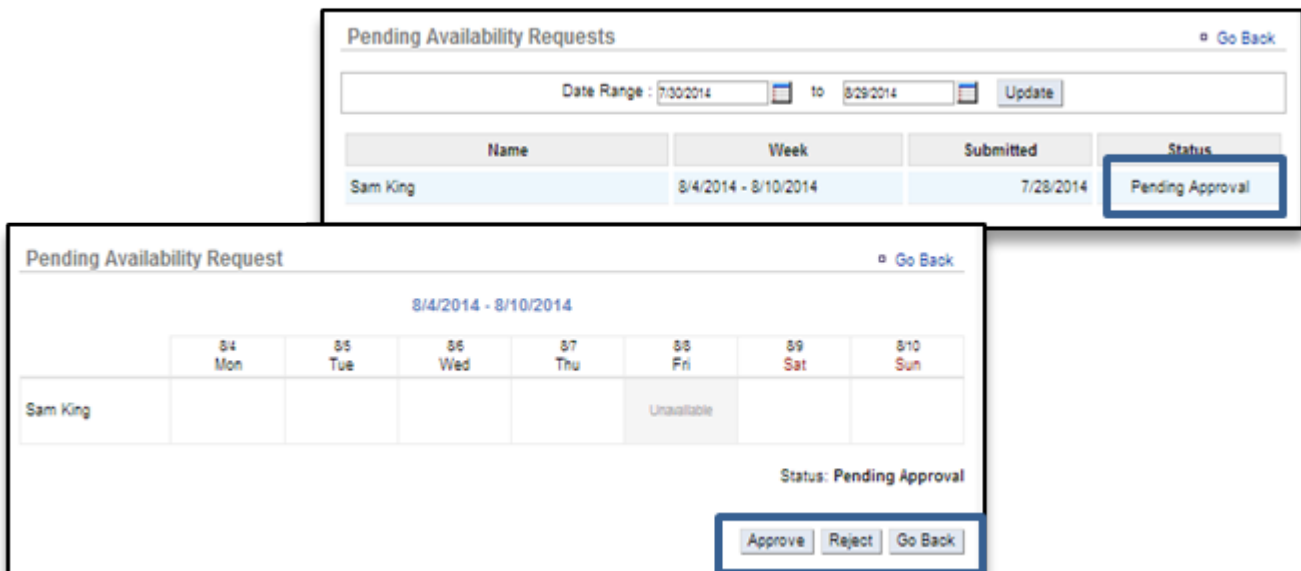 Pending Availability Requests Go Back
Date Range : 7/30/2014 to 8/29/2014 Update
Name Week Submitted Status
Sam King 8/4/2014 - 8/10/2014 7/28/2014 Pending Approval
Pending Availability Request Go Back
8/4/2014 - 8/10/2014
8/4 8/5 8/6 8/7 8/8 8/9 8/10
Mon Tue Wed Thu Fri Sat Sun
Sam King Unavailable
Status: Pending Approval
Approve Reject Go Back